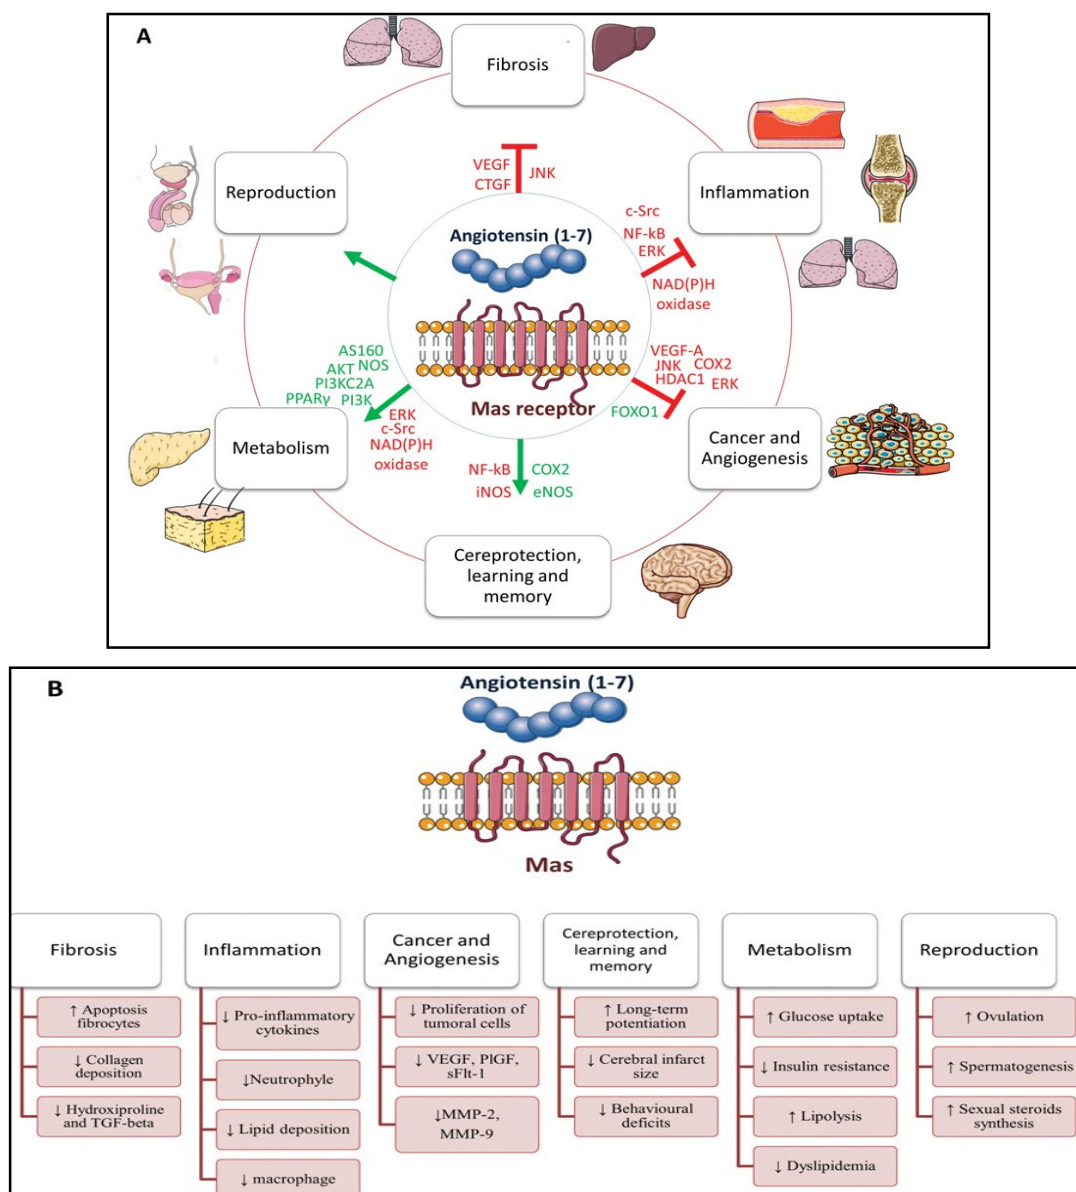 A
Fibrosis
VEGF
CTGF
JNK
Reproduction
Inflammation
c-Src
NF-kB
ERK
NAD(P)H
oxidase
Angiotensin (1-7)
Mas receptor
AS160
AKT NOS
PI3KC2A
PPARγ PI3K
ERK
c-Src
NAD(P)H
oxidase
Metabolism
VEGF-A
JNK COX2
HDAC1 ERK
FOXO1
Cancer and
Angiogenesis
NF-kB
iNOS
COX2
eNOS
Cereprotection,
learning and
memory
B
Angiotensin (1-7)
Mas
Fibrosis
↑ Apoptosis
fibrocytes
↓ Collagen
deposition
↓ Hydroxiproline
and TGF-beta
Inflammation
↓ Pro-inflammatory
cytokines
↓Neutrophyle
↓ Lipid deposition
↓ macrophage
Cancer and
Angiogenesis
↓ Proliferation of
tumoral cells
↓ VEGF, PlGF,
sFlt-1
↓MMP-2,
MMP-9
Cereprotection,
learning and
memory
↑ Long-term
potentiation
↓ Cerebral infarct
size
↓ Behavioural
deficits
Metabolism
↑ Glucose uptake
↓ Insulin resistance
↑ Lipolysis
↓ Dyslipidemia
Reproduction
↑ Ovulation
↑ Spermatogenesis
↑ Sexual steroids
synthesis